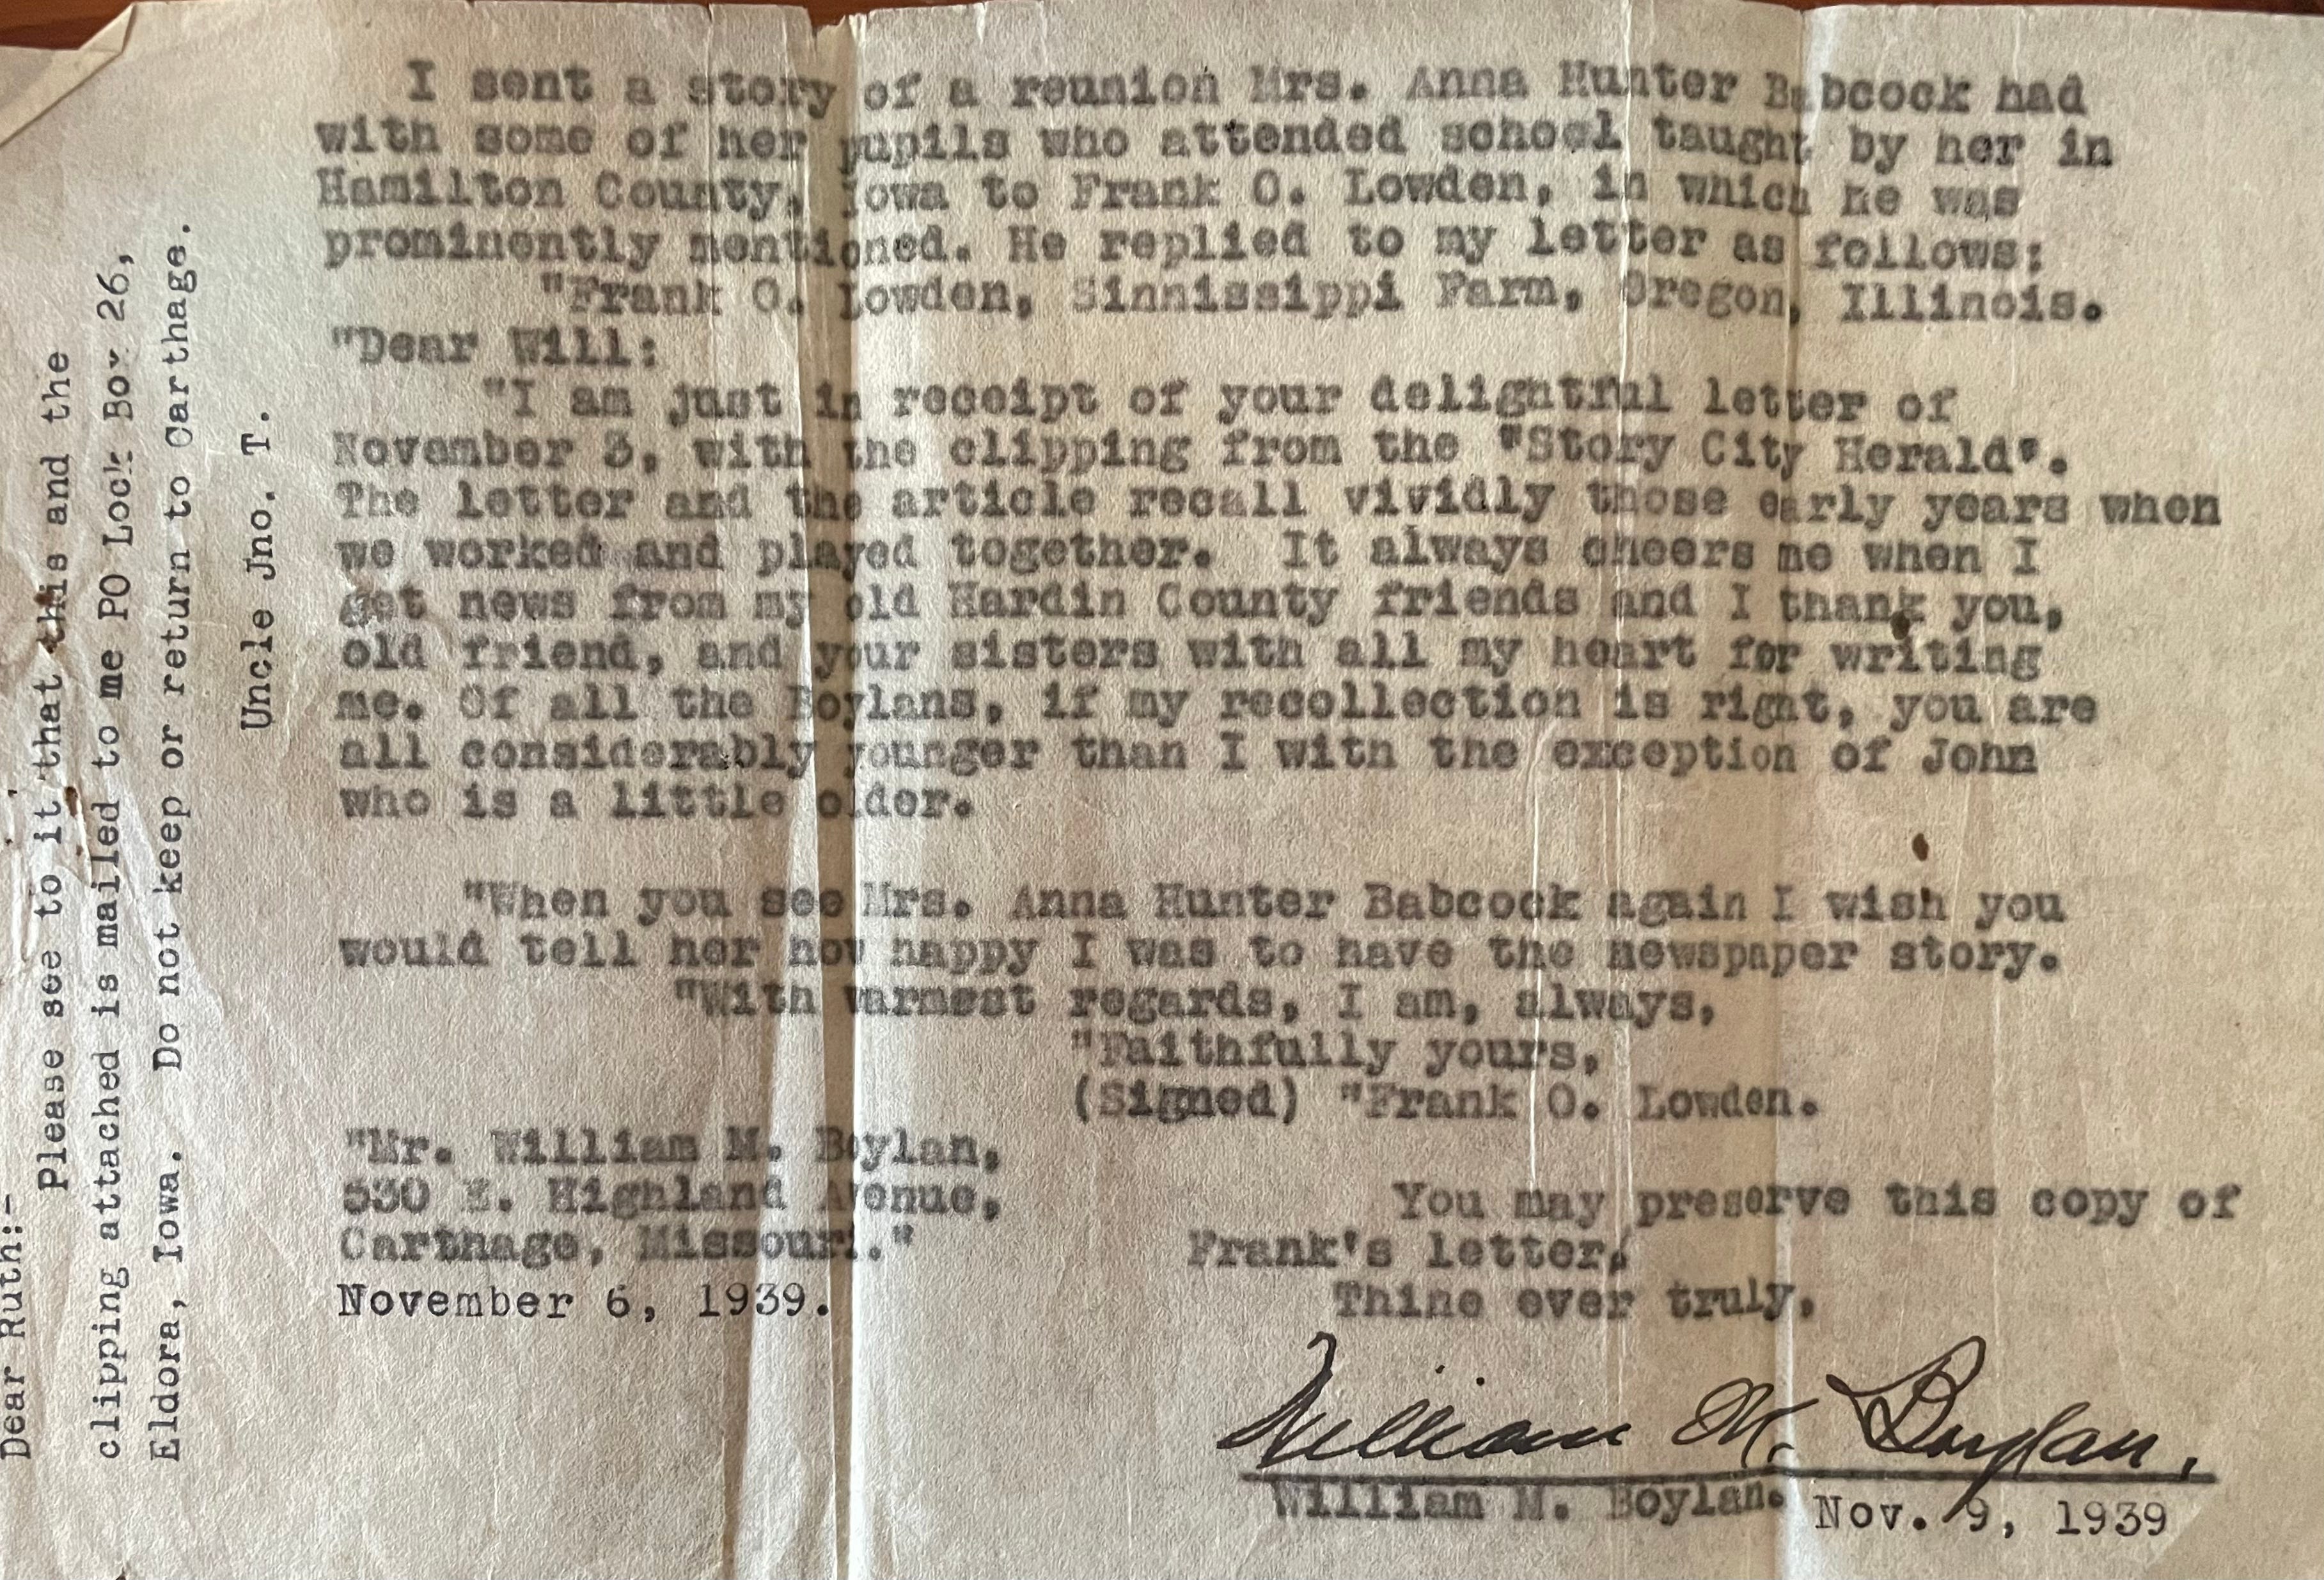 I sent a story of a reunion Mrs. Anna Hunter Babcock had
with some of her pupils who attended school taught by her in
Hamilton County, Iowa to Frank O. Lowden, in which he was
prominently mentioned. He replied to my letter as follows:
"Frank O. Lowden, Sinnissippi Farm, Oregon, Illinois.
"Dear Will:
"I am just in receipt of your delightful letter of
November 3, with the clipping from the "Story City Herald".
The letter and the article recall vividly those early years when
we worked and played together. It always cheers me when I
get news from my old Hardin County friends and I thank you,
old friend, and your sisters with all my heart for writing
me. Of all the Boylans, if my recollection is right, you are
all considerably younger than I with the exception of John
who is a little older.
"When you see Mrs. Anna Hunter Babcock again I wish you
would tell her how happy I was to have the newspaper story.
"With warmest regards, I am, always,
"Faithfully yours,
(Signed) "Frank O. Lowden.
"Mr. William M. Boylan,
530 E. Highland Avenue,
Carthage, Missouri."
November 6, 1939.
You may preserve this copy of
Frank's letter,
Thine ever truly,
William M. Boylan.
William M. Boylan.
Nov. 9, 1939
Dear Ruth:-
Please see to it that this and the
clipping attached is mailed to me PO Lock Box 26,
Eldora, Iowa. Do not keep or return to Carthage.
Uncle Jno. T.